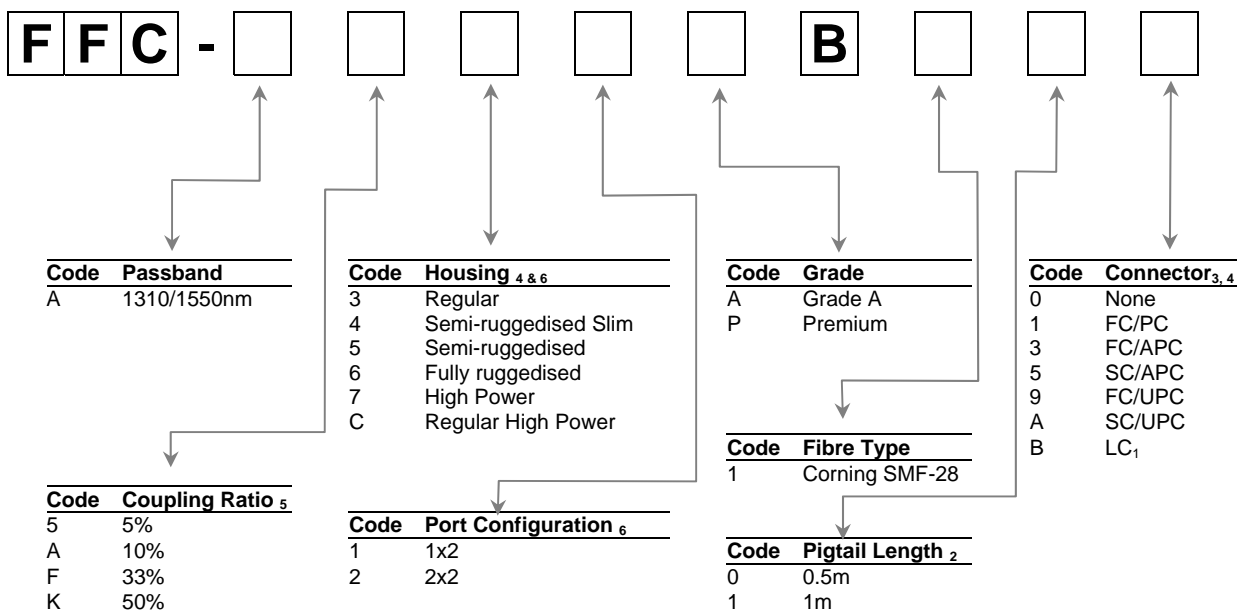 F F C - B
Code Passband
A 1310/1550nm
Code Housing 4 & 6
3 Regular
4 Semi-ruggedised Slim
5 Semi-ruggedised
6 Fully ruggedised
7 High Power
C Regular High Power
Code Grade
A Grade A
P Premium
Code Connector3, 4
0 None
1 FC/PC
3 FC/APC
5 SC/APC
9 FC/UPC
A SC/UPC
B LC1
Code Fibre Type
1 Corning SMF-28
Code Coupling Ratio 5
5 5%
A 10%
F 33%
K 50%
Code Port Configuration 6
1 1x2
2 2x2
Code Pigtail Length 2
0 0.5m
1 1m